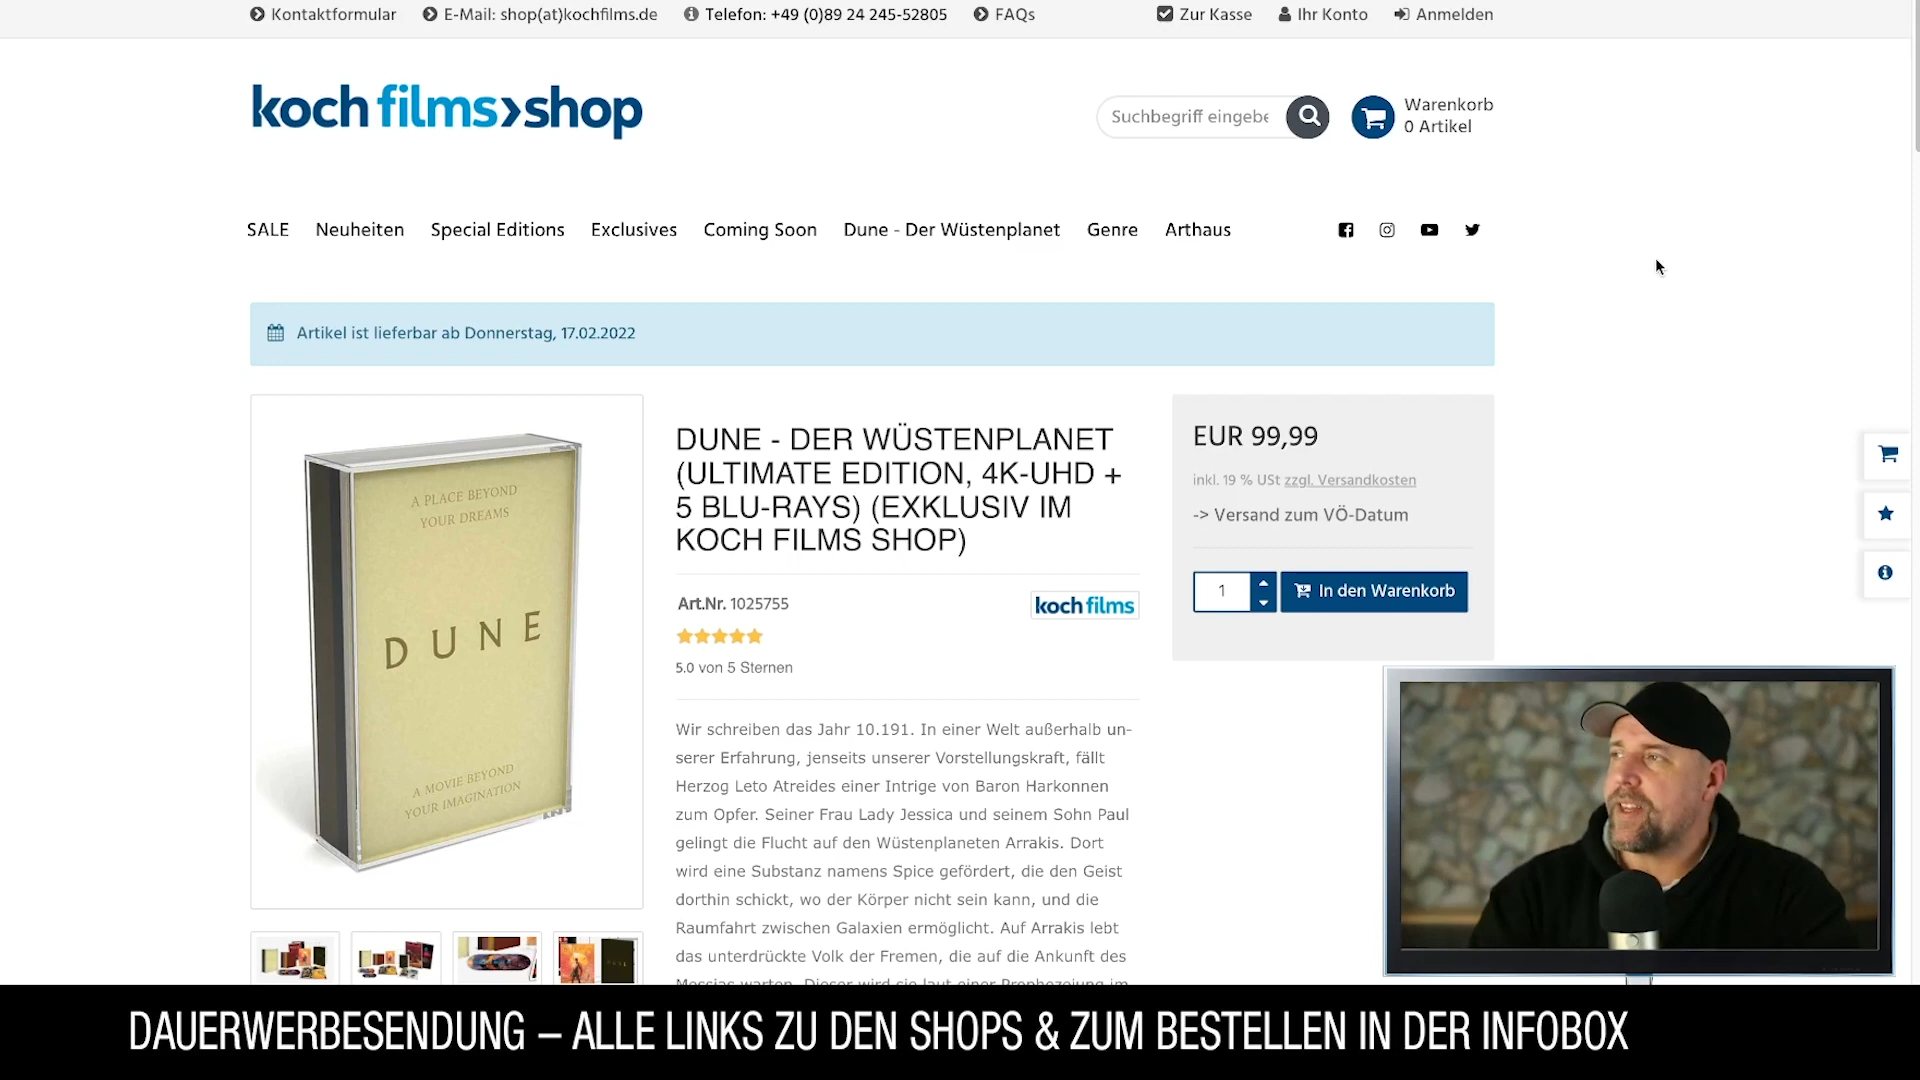 Kontaktformular
E-Mail: shop(at)kochfilms.de
Telefon: +49 (0)89 24 245-52805
FAQs
Zur Kasse
Ihr Konto
Anmelden
koch films>shop
Suchbegriff eingebe
Warenkorb
0 Artikel
SALE
Neuheiten
Special Editions
Exclusives
Coming Soon
Dune - Der Wüstenplanet
Genre
Arthaus
Artikel ist lieferbar ab Donnerstag, 17.02.2022
A PLACE BEYOND
YOUR DREAMS
DUNE
A MOVIE BEYOND
YOUR IMAGINATION
DUNE - DER WÜSTENPLANET
(ULTIMATE EDITION, 4K-UHD +
5 BLU-RAYS) (EXKLUSIV IM
KOCH FILMS SHOP)
Art.Nr. 1025755
koch films
5.0 von 5 Sternen
Wir schreiben das Jahr 10.191. In einer Welt außerhalb un-
serer Erfahrung, jenseits unserer Vorstellungskraft, fällt
Herzog Leto Atreides einer Intrige von Baron Harkonnen
zum Opfer. Seiner Frau Lady Jessica und seinem Sohn Paul
gelingt die Flucht auf den Wüstenplaneten Arrakis. Dort
wird eine Substanz namens Spice gefördert, die den Geist
dorthin schickt, wo der Körper nicht sein kann, und die
Raumfahrt zwischen Galaxien ermöglicht. Auf Arrakis lebt
das unterdrückte Volk der Fremen, die auf die Ankunft des
Messias warten. Dieser wird sie laut einer Prophezeiung im
EUR 99,99
inkl. 19 % USt zzgl. Versandkosten
-> Versand zum VÖ-Datum
1
In den Warenkorb
DAUERWERBESENDUNG – ALLE LINKS ZU DEN SHOPS & ZUM BESTELLEN IN DER INFOBOX